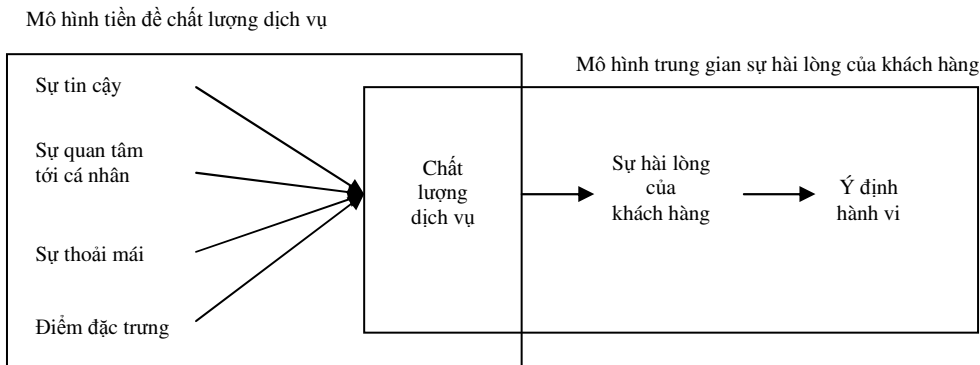 Mô hình tiền đề chất lượng dịch vụ
Mô hình trung gian sự hài lòng của khách hàng
Sự tin cậy
Sự quan tâm
tới cá nhân
Sự thoải mái
Điểm đặc trưng
Chất
lượng
dịch vụ
Sự hài lòng
của
khách hàng
Ý định
hành vi